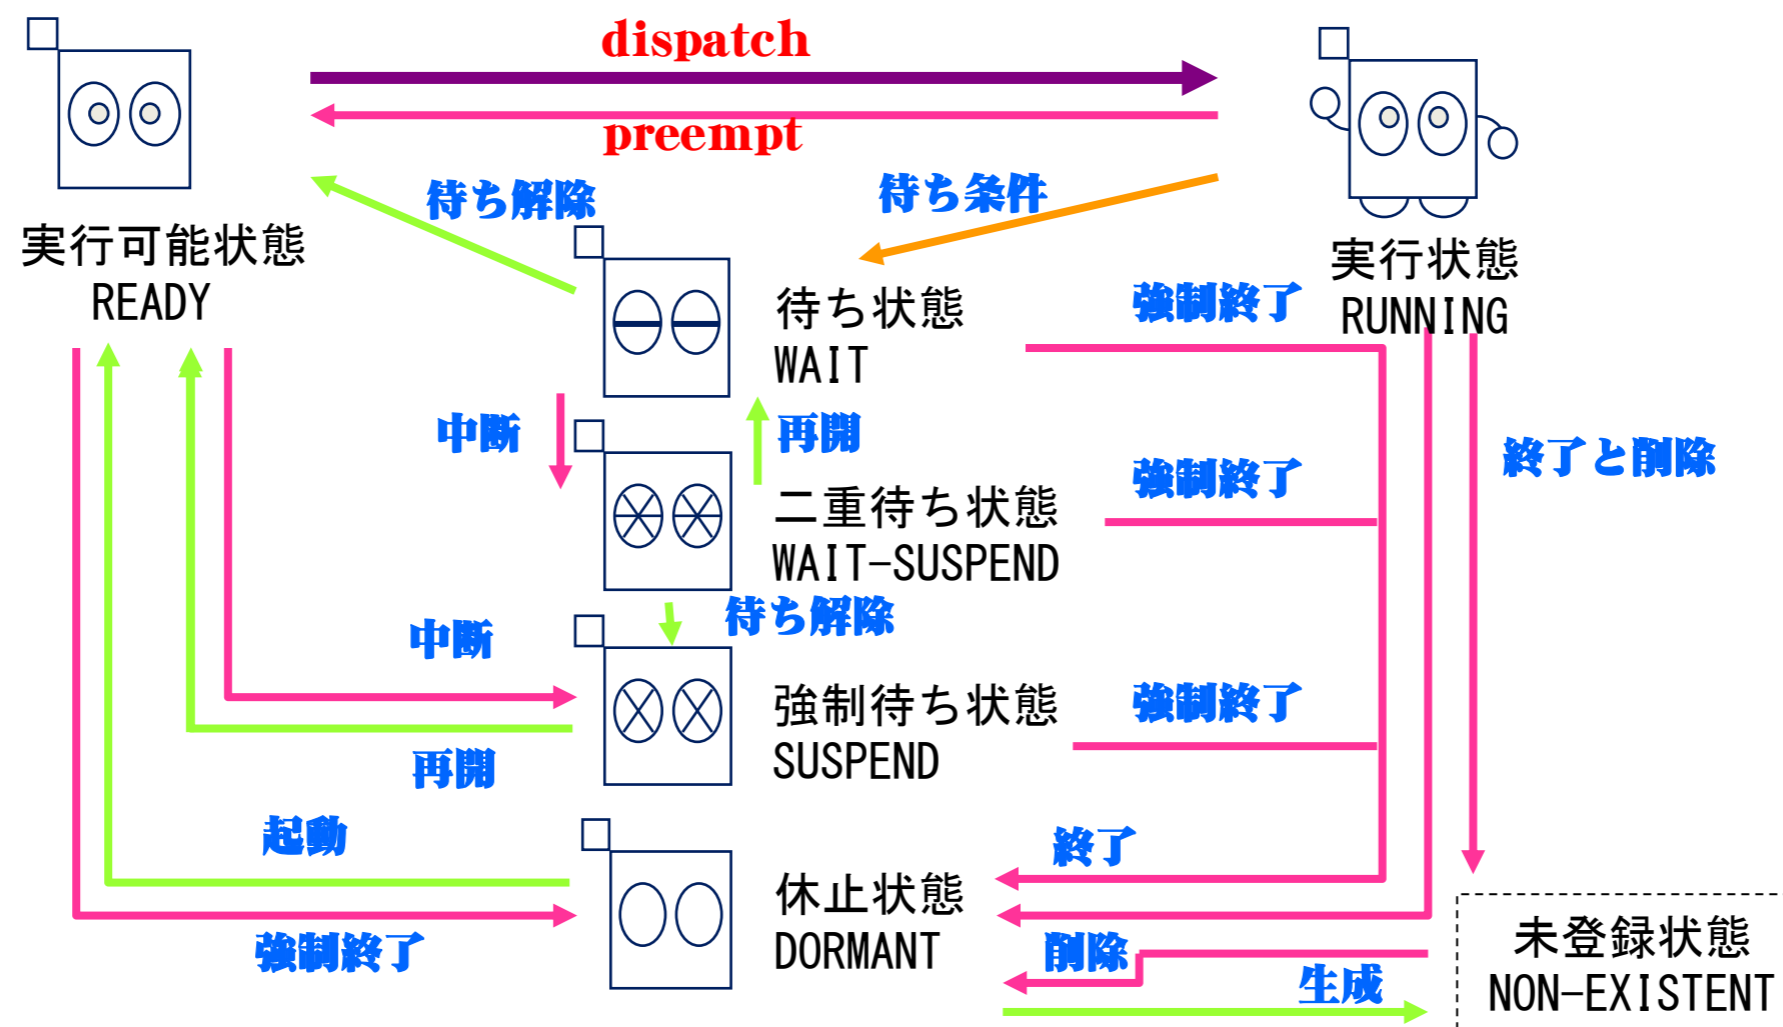 dispatch
preempt
待ち解除
待ち条件
実行可能状態
READY
実行状態
RUNNING
待ち状態
WAIT
強制終了
中断
再開
終了と削除
二重待ち状態
WAIT-SUSPEND
強制終了
待ち解除
中断
強制待ち状態
SUSPEND
強制終了
再開
起動
終了
休止状態
DORMANT
強制終了
削除
生成
未登録状態
NON-EXISTENT